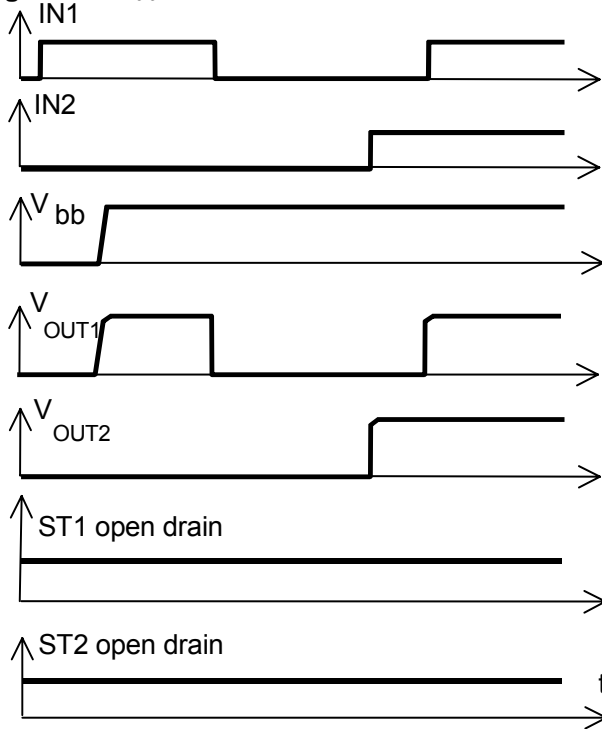 IN1
IN2
V bb
V OUT1
V OUT2
ST1 open drain
ST2 open drain
t